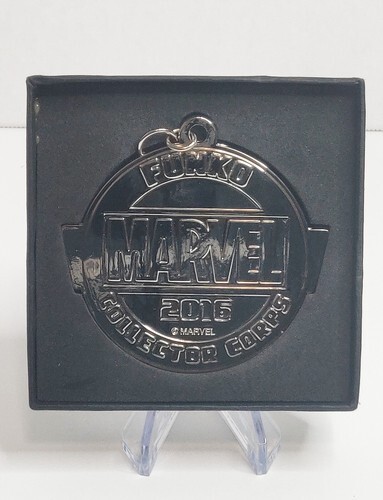 FUNKO
MARVEL
2016
© MARVEL
COLLECTOR CORPS